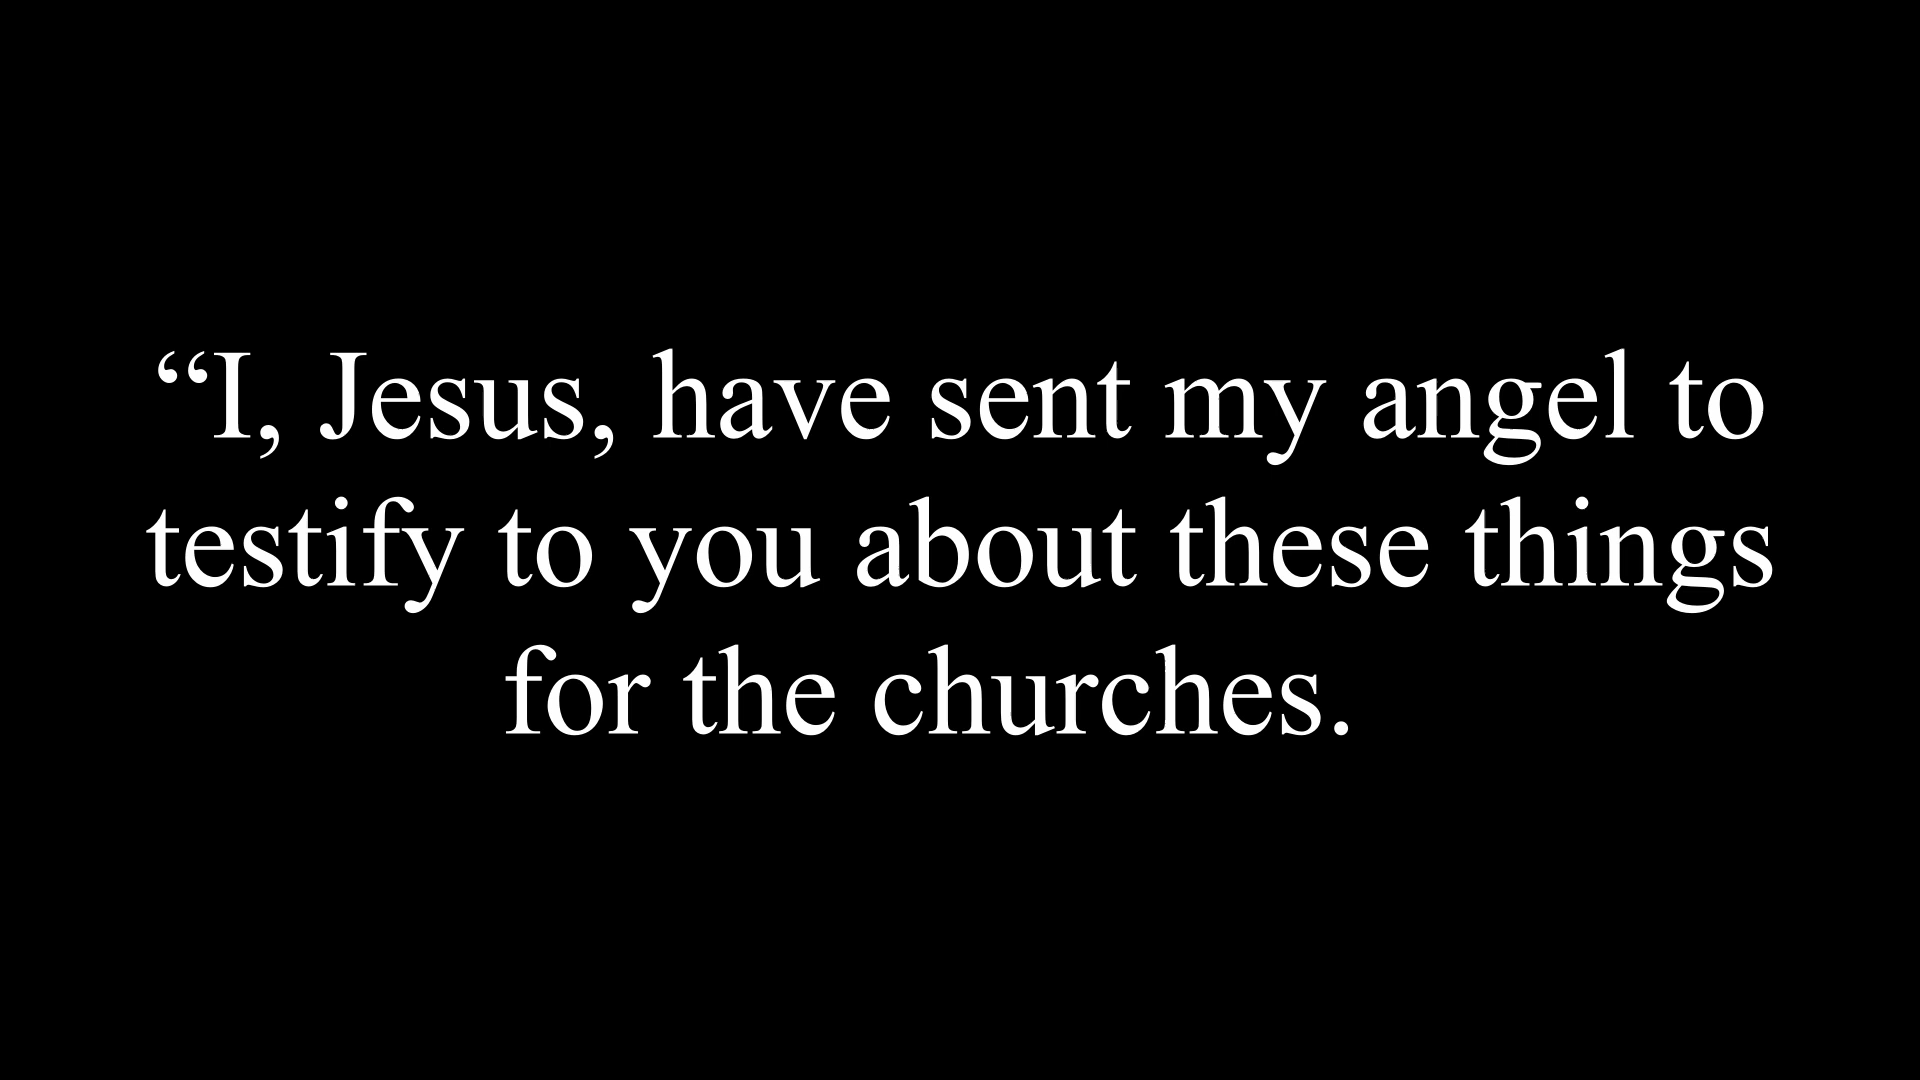 “I, Jesus, have sent my angel to
testify to you about these things
for the churches.